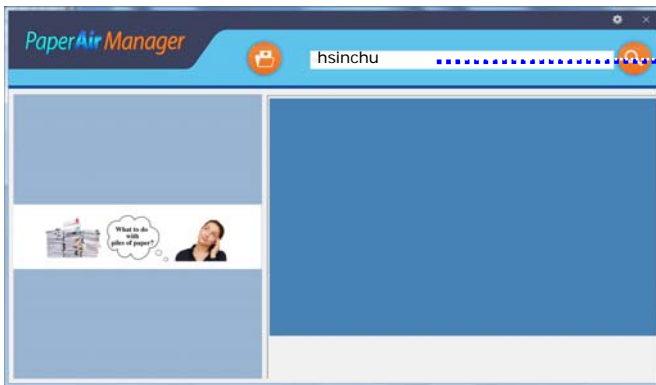 PaperAir Manager
hsinchu
What to do
with
piles of paper?